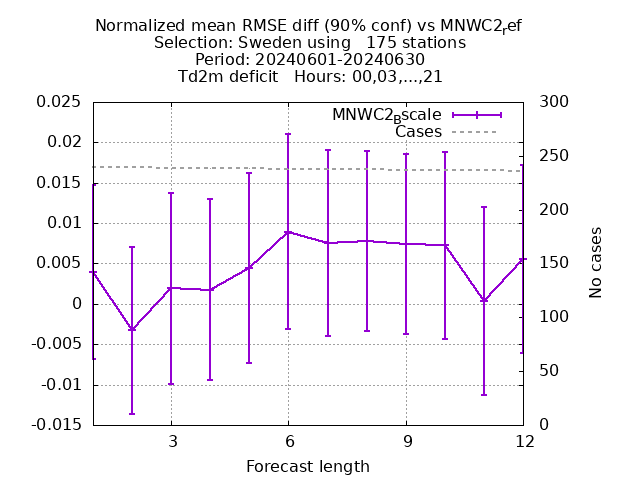 Normalized mean RMSE diff (90% conf) vs MNWC2_ref
Selection: Sweden using 175 stations
Period: 20240601-20240630
Td2m deficit Hours: 00,03,...,21
MNWC2_Bscale
Cases
0.025
0.02
0.015
0.01
0.005
0
-0.005
-0.01
-0.015
300
250
200
150
100
50
0
No cases
3
6
9
12
Forecast length